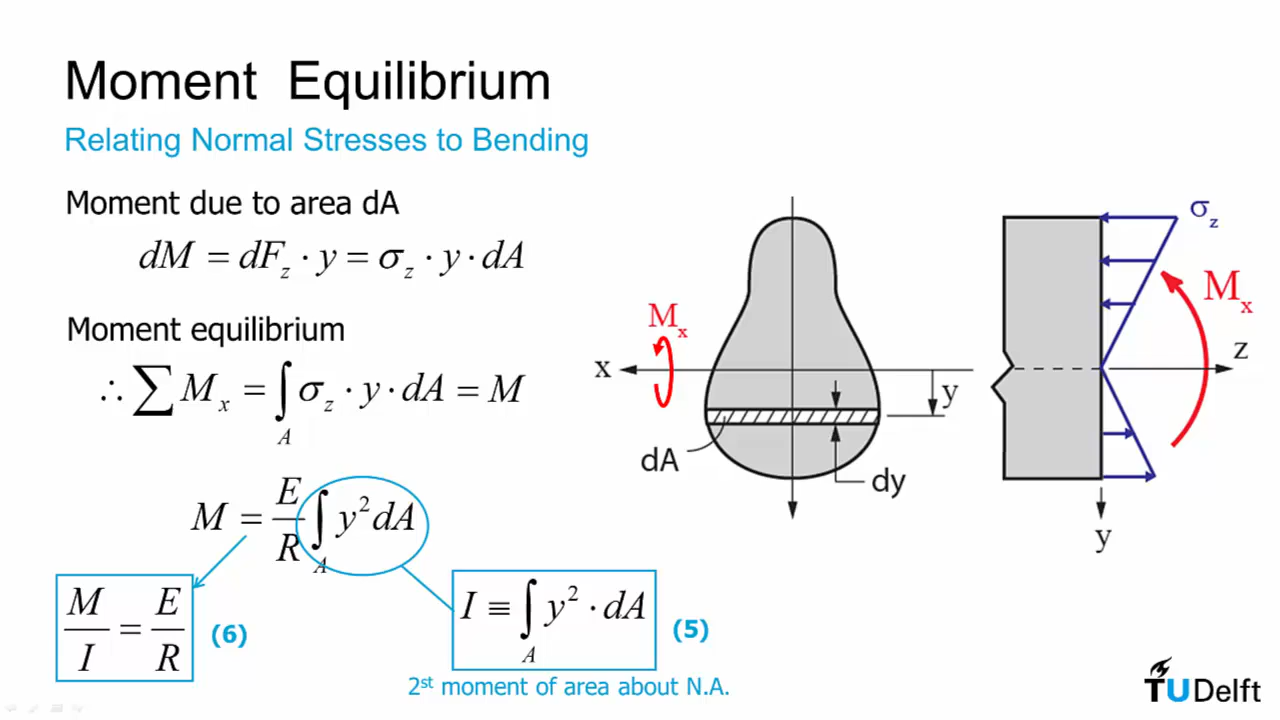 Moment Equilibrium
Relating Normal Stresses to Bending
Moment due to area dA
dM = dF_z · y = σ_z · y · dA
Moment equilibrium
∴ ∑ M_x = ∫_A σ_z · y · dA = M
M = E/R ∫_A y² dA
M/I = E/R (6)
I ≡ ∫_A y² · dA (5)
2ˢᵗ moment of area about N.A.
M_x
x
y
dA
dy
σ_z
M_x
z
y
TUDelft